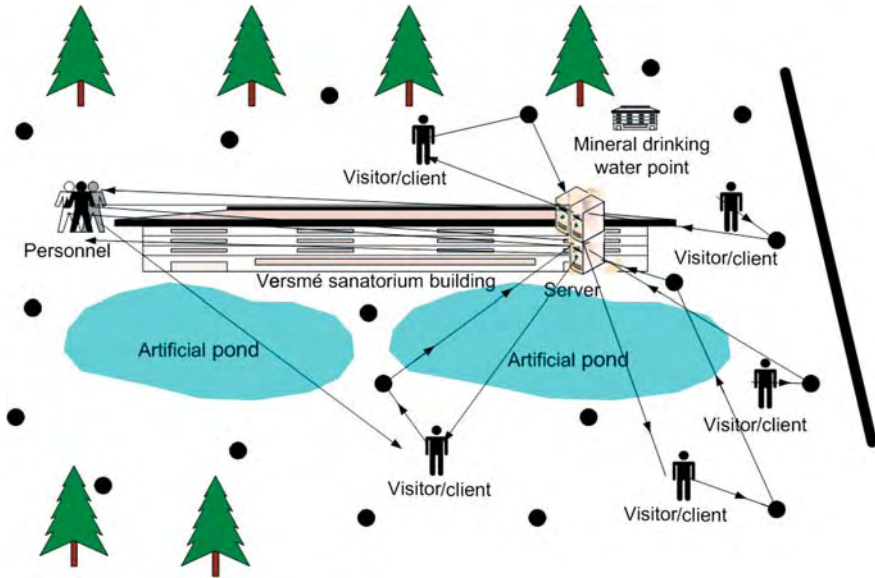 Mineral drinking
water point
Visitor/client
Personnel
Visitor/client
Versmé sanatorium building
Server
Artificial pond
Artificial pond
Visitor/client
Visitor/client
Visitor/client